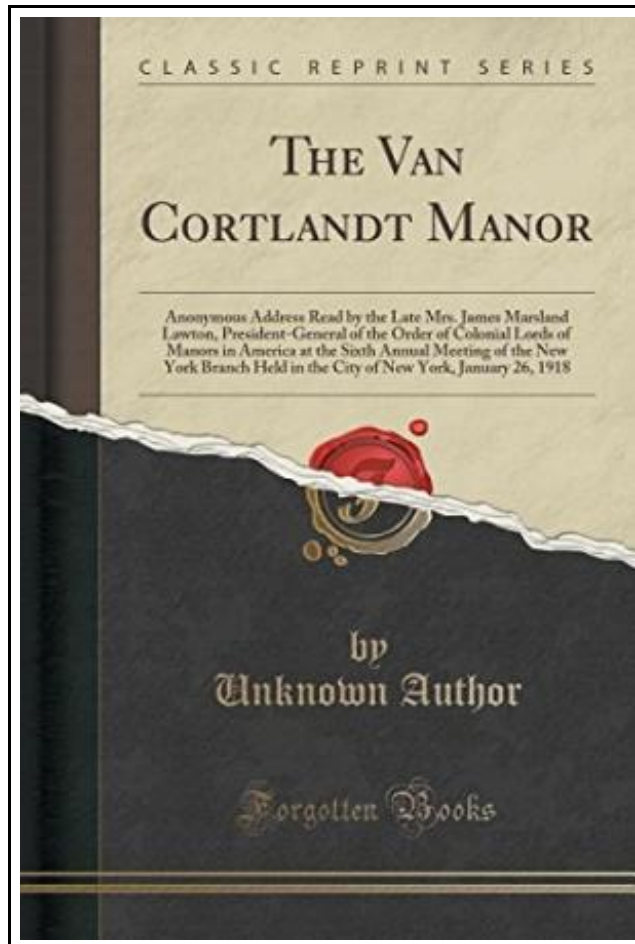 CLASSIC REPRINT SERIES
THE VAN
CORTLANDT MANOR
Anonymous Address Read by the Late Mrs. James Marsland
Lawton, President-General of the Order of Colonial Lords of
Manors in America at the Sixth Annual Meeting of the New
York Branch Held in the City of New York, January 26, 1918
by
Unknown Author
Forgotten Books